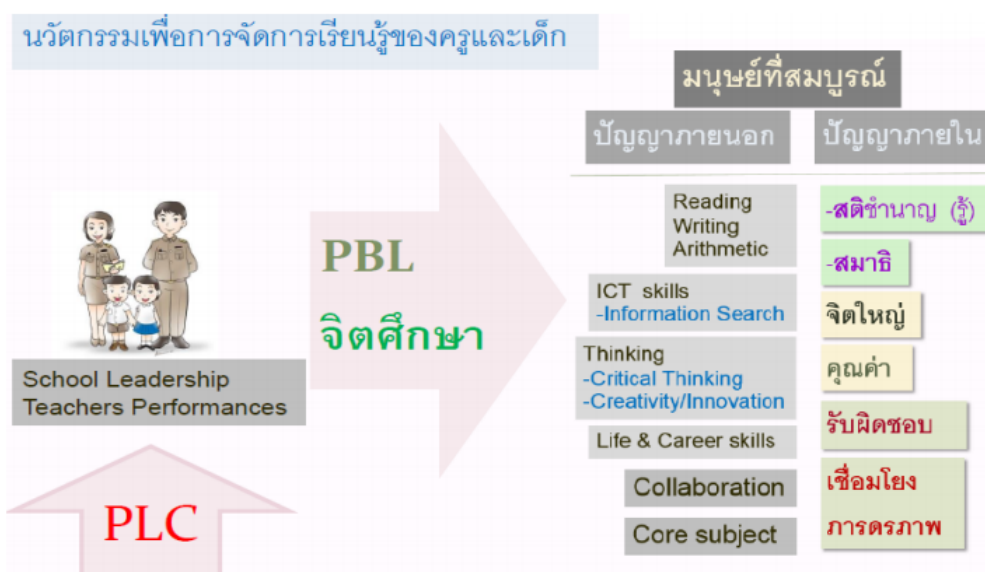 นวัตกรรมเพื่อการจัดการเรียนรู้ของครูและเด็ก
มนุษย์ที่สมบูรณ์
ปัญญาภายนอก
ปัญญาภายใน
School Leadership
Teachers Performances
PLC
PBL
จิตศึกษา
Reading
Writing
Arithmetic
ICT skills
-Information Search
Thinking
-Critical Thinking
-Creativity/Innovation
Life & Career skills
Collaboration
Core subject
-สติชำนาญ (รู้)
-สมาธิ
จิตใหญ่
คุณค่า
รับผิดชอบ
เชื่อมโยง
ภารดรภาพ